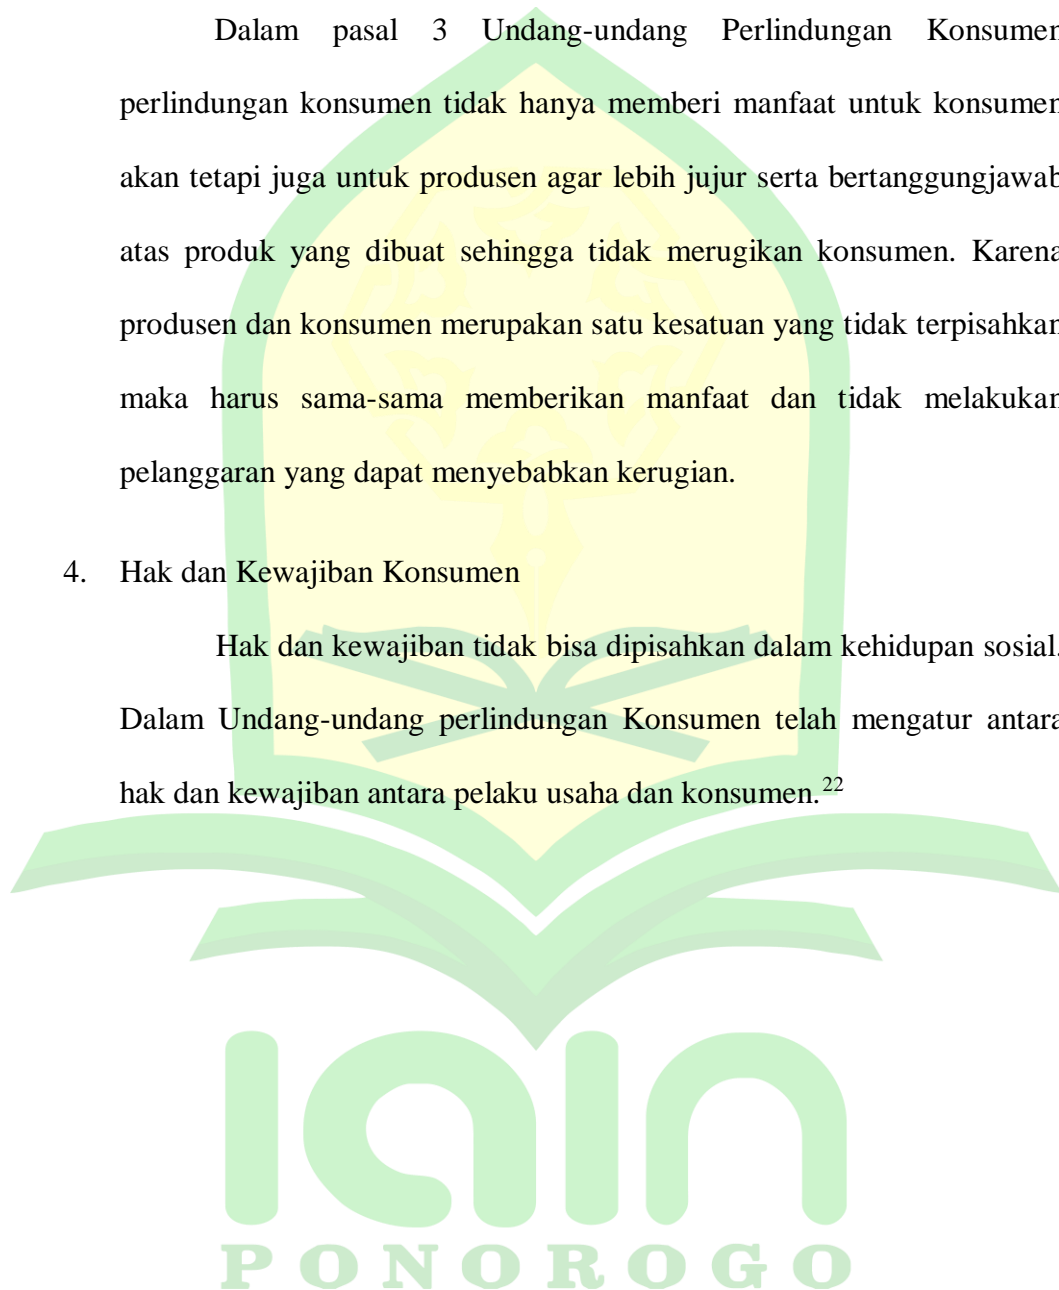 Dalam pasal 3 Undang-undang Perlindungan Konsumen
perlindungan konsumen tidak hanya memberi manfaat untuk konsumen
akan tetapi juga untuk produsen agar lebih jujur serta bertanggungjawab
atas produk yang dibuat sehingga tidak merugikan konsumen. Karena
produsen dan konsumen merupakan satu kesatuan yang tidak terpisahkan
maka harus sama-sama memberikan manfaat dan tidak melakukan
pelanggaran yang dapat menyebabkan kerugian.
4. Hak dan Kewajiban Konsumen
Hak dan kewajiban tidak bisa dipisahkan dalam kehidupan sosial.
Dalam Undang-undang perlindungan Konsumen telah mengatur antara
hak dan kewajiban antara pelaku usaha dan konsumen.22
iain
PONOROGO